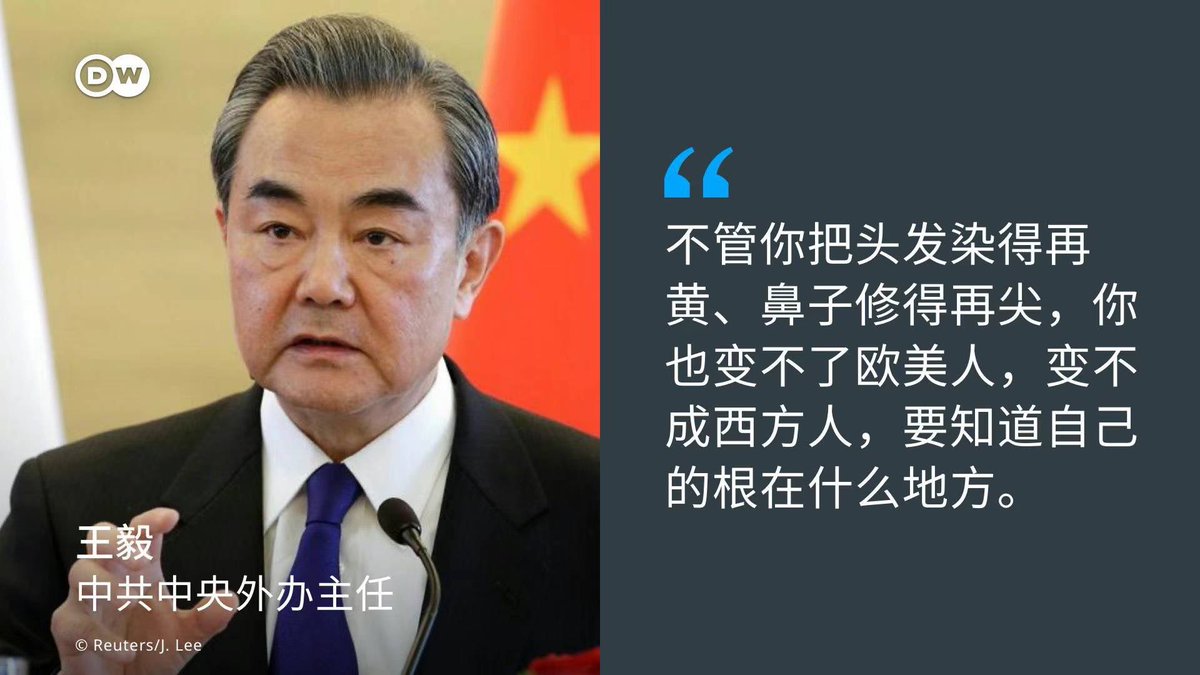 DW
王毅
中共中央外办主任
© Reuters/J. Lee
“
不管你把头发染得再
黄、鼻子修得再尖，你
也变不了欧美人，变不
成西方人，要知道自己
的根在什么地方。